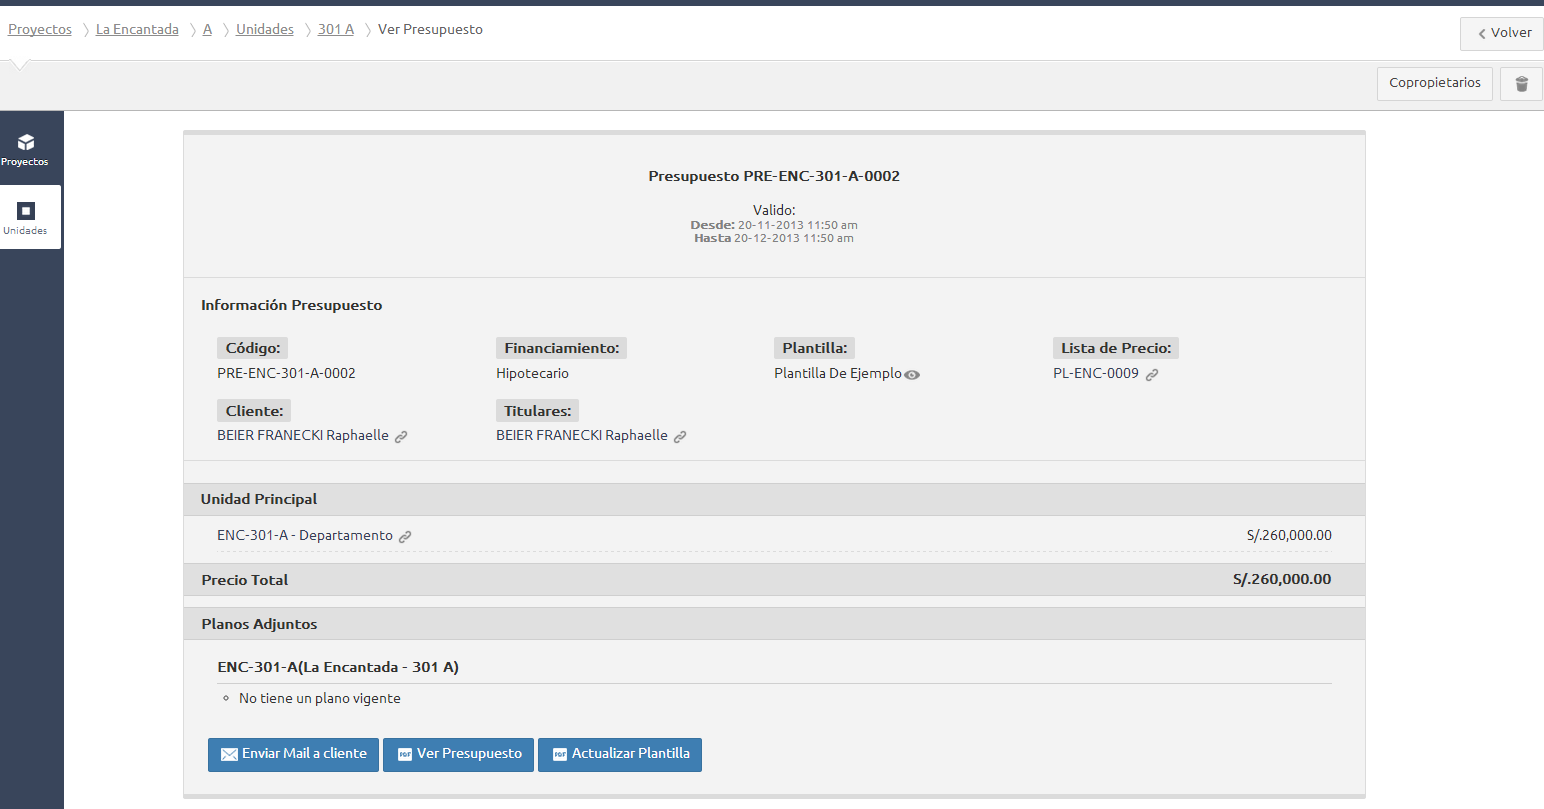 Proyectos 〉 La Encantada 〉 A 〉 Unidades 〉 301 A 〉 Ver Presupuesto
Volver
Copropietarios
Proyectos
Unidades
Presupuesto PRE-ENC-301-A-0002
Valido:
Desde: 20-11-2013 11:50 am
Hasta 20-12-2013 11:50 am
Información Presupuesto
Código: Financiamiento: Plantilla: Lista de Precio:
PRE-ENC-301-A-0002 Hipotecario Plantilla De Ejemplo PL-ENC-0009
Cliente: Titulares:
BEIER FRANECKI Raphaelle BEIER FRANECKI Raphaelle
Unidad Principal
ENC-301-A - Departamento S/.260,000.00
Precio Total S/.260,000.00
Planos Adjuntos
ENC-301-A(La Encantada - 301 A)
No tiene un plano vigente
Enviar Mail a cliente PDF Ver Presupuesto PDF Actualizar Plantilla